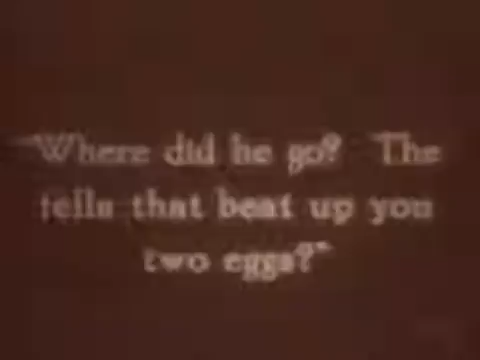 "Where did he go? The
fella that beat up you
two eggs?"